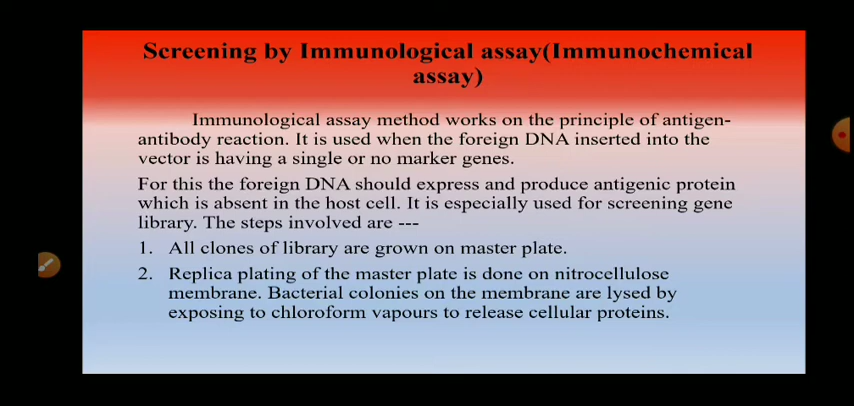 Screening by Immunological assay(Immunochemical
assay)
Immunological assay method works on the principle of antigen-
antibody reaction. It is used when the foreign DNA inserted into the
vector is having a single or no marker genes.
For this the foreign DNA should express and produce antigenic protein
which is absent in the host cell. It is especially used for screening gene
library. The steps involved are ---
1. All clones of library are grown on master plate.
2. Replica plating of the master plate is done on nitrocellulose
membrane. Bacterial colonies on the membrane are lysed by
exposing to chloroform vapours to release cellular proteins.